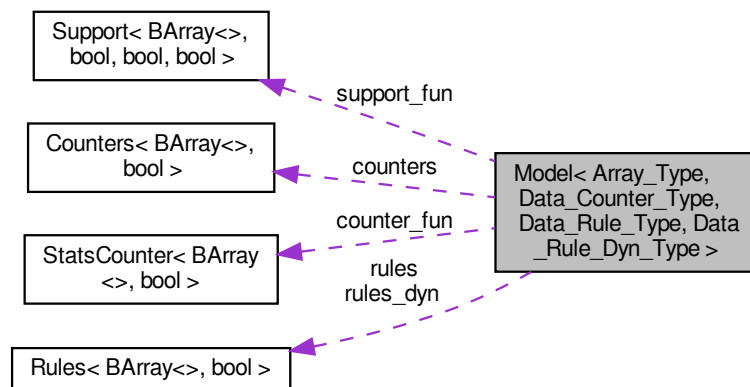 Support< BArray<>,
bool, bool, bool >
support_fun
Counters< BArray<>,
bool >
counters
Model< Array_Type,
Data_Counter_Type,
Data_Rule_Type, Data
_Rule_Dyn_Type >
counter_fun
StatsCounter< BArray
<>, bool >
rules
rules_dyn
Rules< BArray<>, bool >